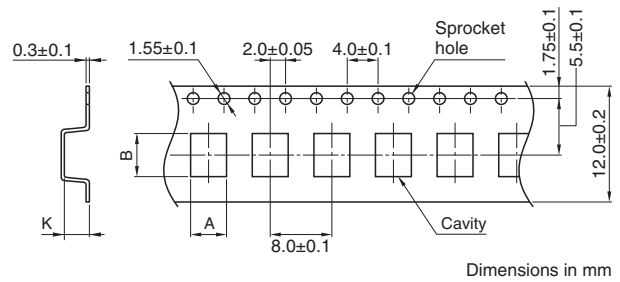 0.3±0.1
1.55±0.1
2.0±0.05
4.0±0.1
Sprocket
hole
1.75±0.1
5.5±0.1
12.0±0.2
B
K
A
8.0±0.1
Cavity
Dimensions in mm